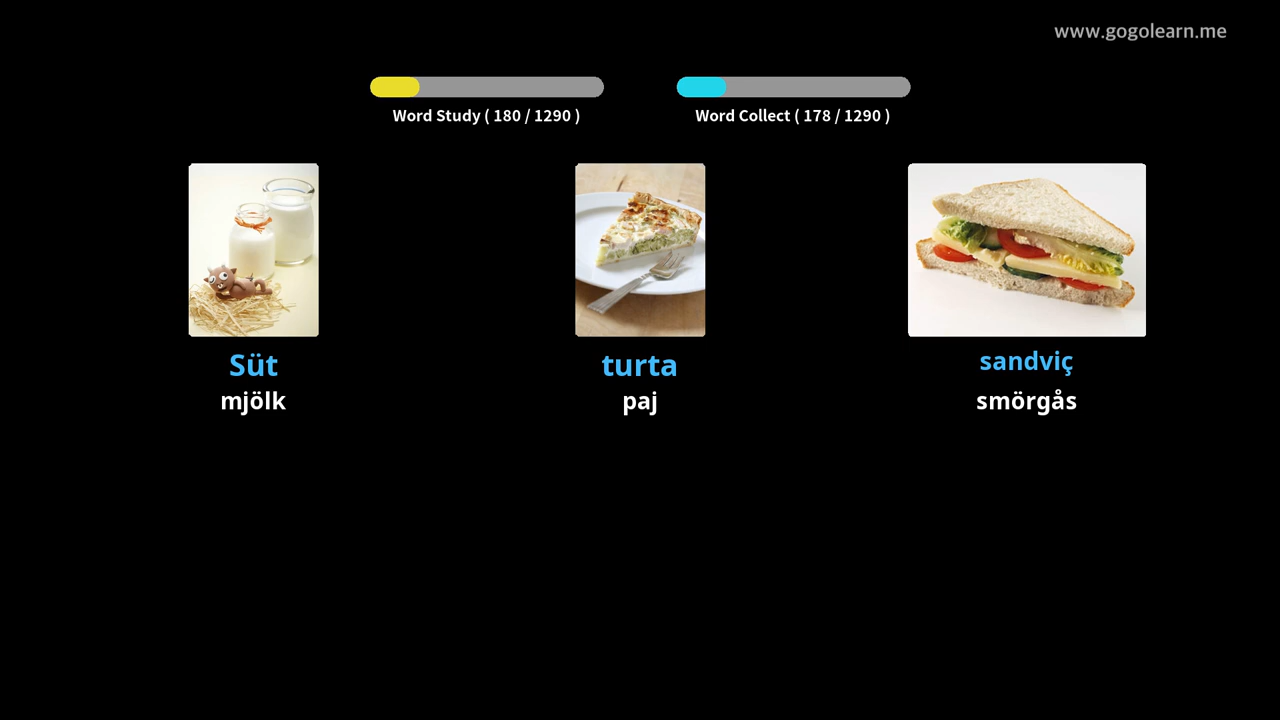 www.gogolearn.me
Word Study ( 180 / 1290 )
Word Collect ( 178 / 1290 )
Süt
mjölk
turta
paj
sandviç
smörgås